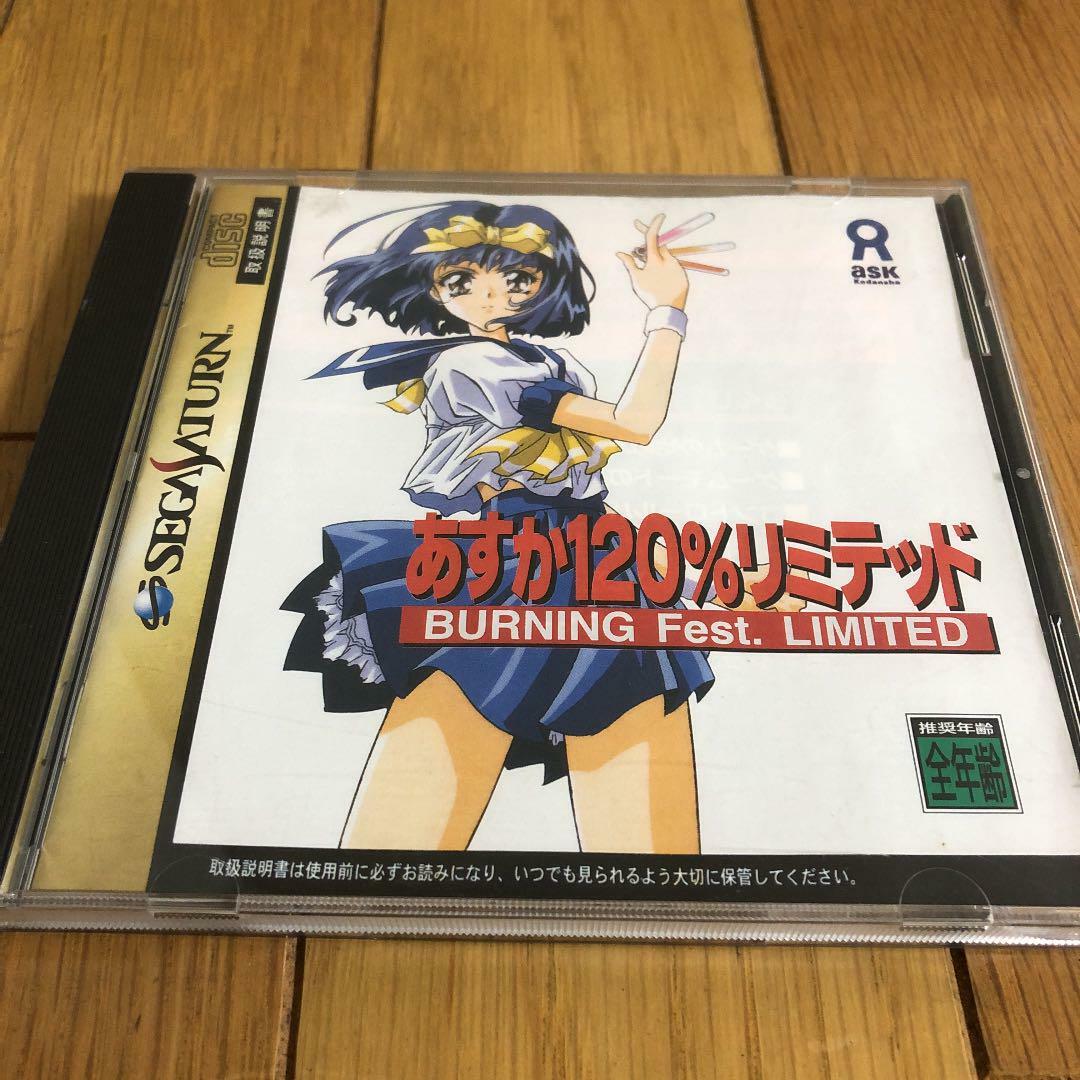 COMPACT
disc
取扱説明書
SEGA SATURN™
ask
Kodansha
あすか120%リミテッド
BURNING Fest. LIMITED
推奨年齢
全年齢
取扱説明書は使用前に必ずお読みになり、いつでも見られるよう大切に保管してください。